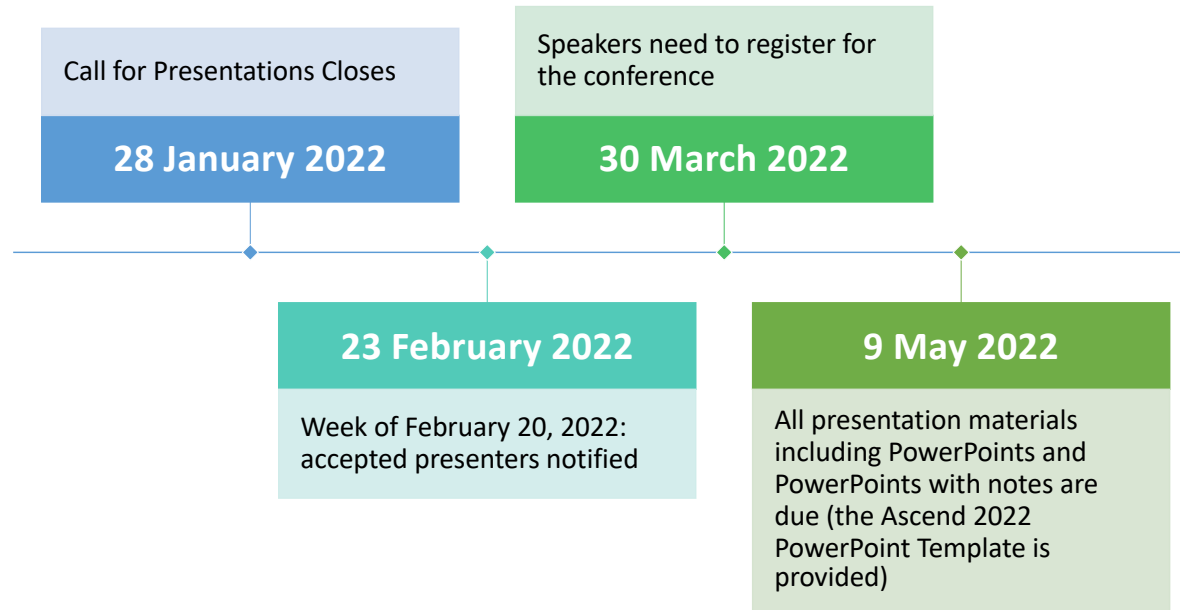 Call for Presentations Closes
28 January 2022
23 February 2022
Week of February 20, 2022:
accepted presenters notified
Speakers need to register for
the conference
30 March 2022
9 May 2022
All presentation materials
including PowerPoints and
PowerPoints with notes are
due (the Ascend 2022
PowerPoint Template is
provided)